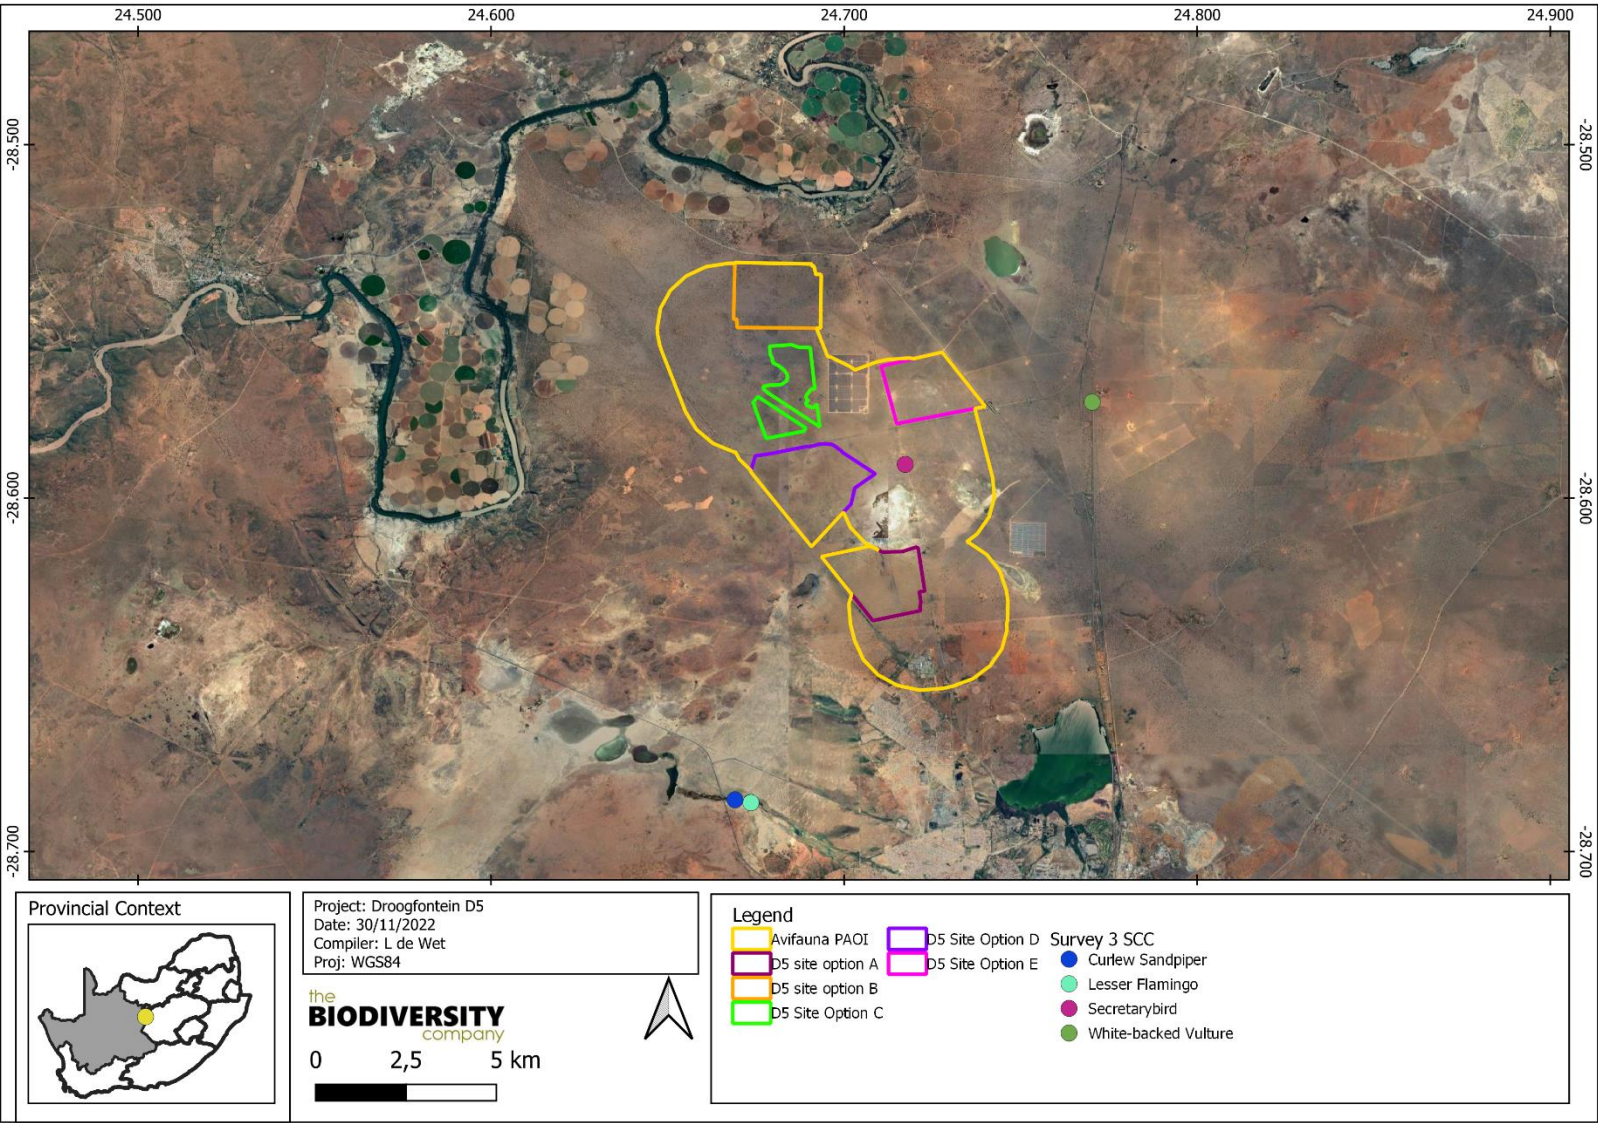 24.500 24.600 24.700 24.800 24.900
-28.500 -28.500
-28.600 -28.600
-28.700 -28.700
Provincial Context
Project: Droogfontein D5
Date: 30/11/2022
Compiler: L de Wet
Proj: WGS84
the
BIODIVERSITY
company
0 2,5 5 km
Legend
Avifauna PAOI
D5 site option A
D5 site option B
D5 Site Option C
D5 Site Option D
D5 Site Option E
Survey 3 SCC
Curlew Sandpiper
Lesser Flamingo
Secretarybird
White-backed Vulture